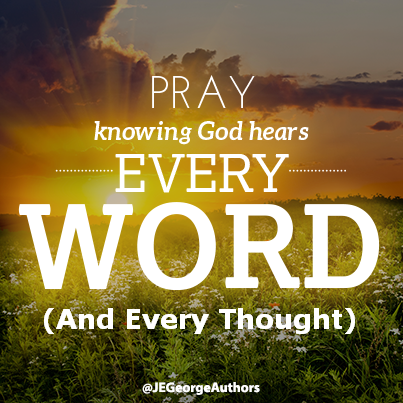 PRAY
knowing God hears
EVERY
WORD
(And Every Thought)
@JEGeorgeAuthors